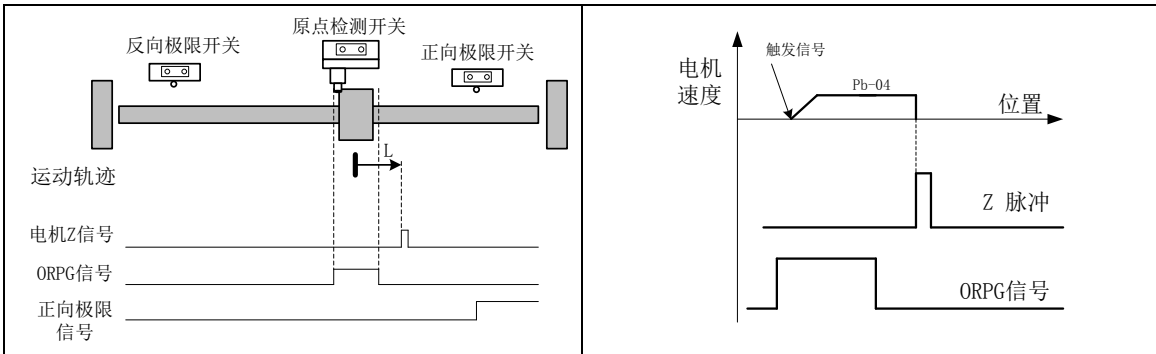 原点检测开关
反向极限开关
正向极限开关
L
运动轨迹
电机Z信号
ORPG信号
正向极限
信号
触发信号
电机
速度
Pb-04
位置
Z 脉冲
ORPG信号